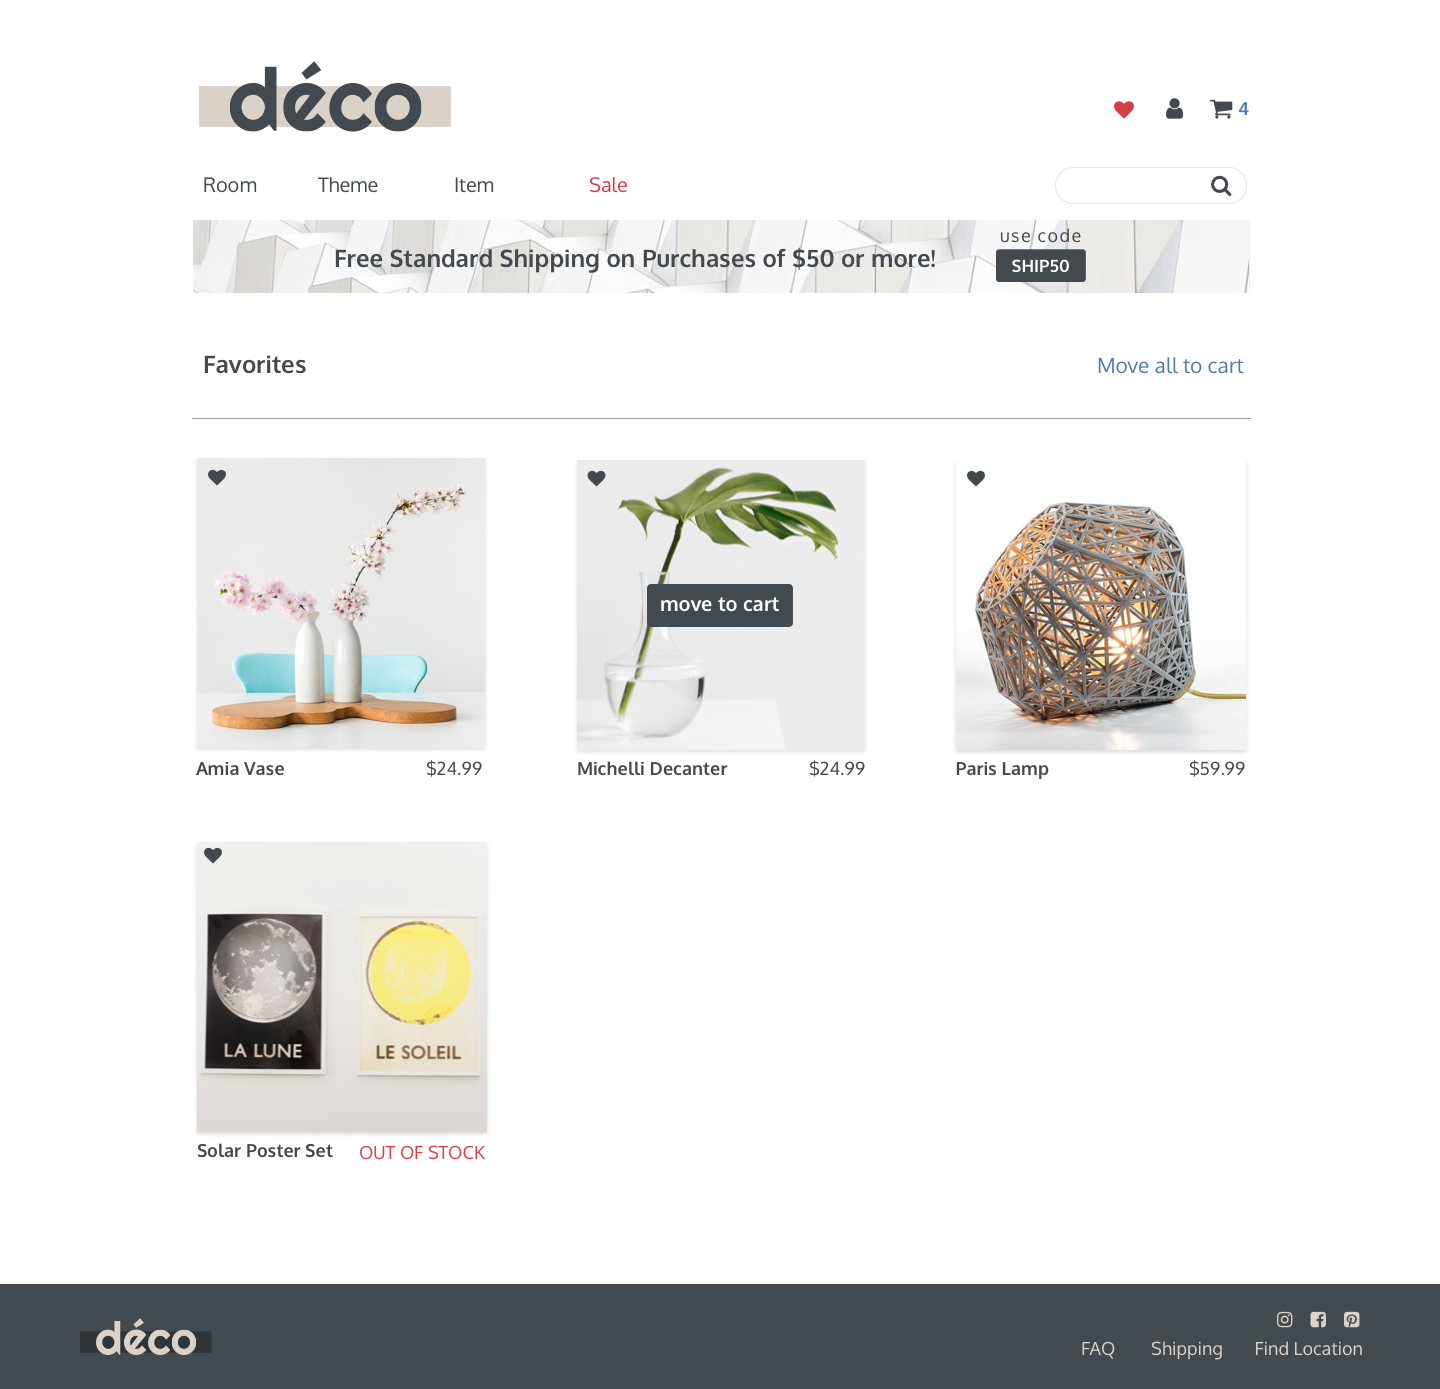 déco
4
Room Theme Item Sale
Free Standard Shipping on Purchases of $50 or more!
use code
SHIP50
Favorites Move all to cart
move to cart
Amia Vase $24.99 Michelli Decanter $24.99 Paris Lamp $59.99
LA LUNE LE SOLEIL
Solar Poster Set OUT OF STOCK
déco
FAQ Shipping Find Location